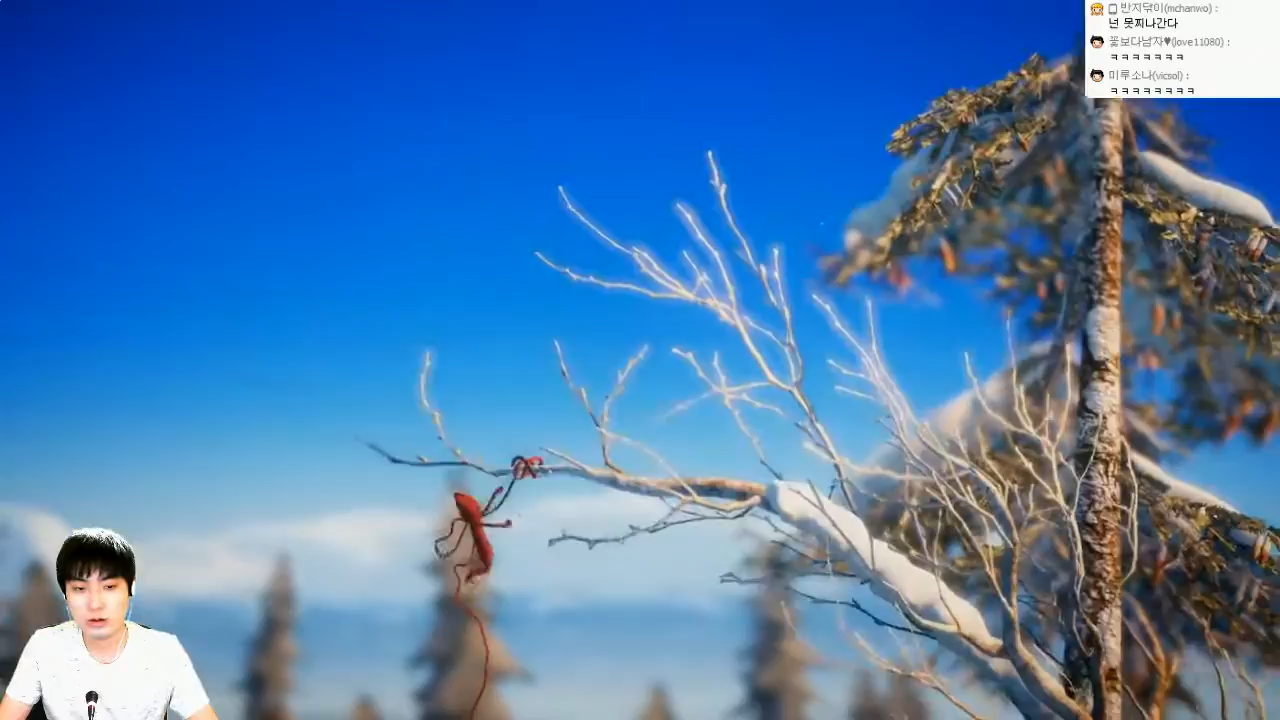 반지닦이(mchanwo) :
넌 못찌나간다
꽃보다남자♥(love11080) :
ㅋㅋㅋㅋㅋㅋㅋ
미루소나(vicsol) :
ㅋㅋㅋㅋㅋㅋㅋㅋ